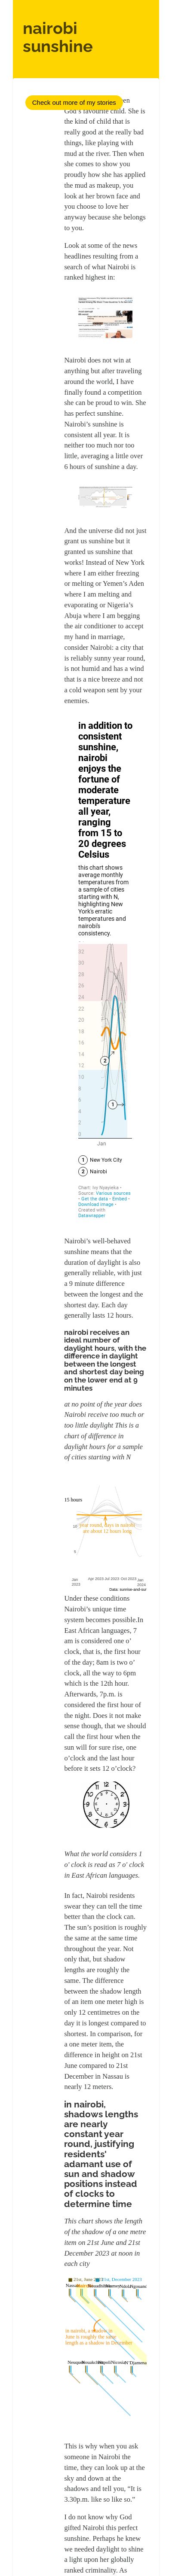 nairobi
sunshine
Check out more of my stories
God's favourite child. She is
the kind of child that is
really good at the really bad
things, like playing with
mud at the river. Then when
she comes to show you
proudly how she has applied
the mud as makeup, you
look at her brown face and
you choose to love her
anyway because she belongs
to you.
Look at some of the news
headlines resulting from a
search of what Nairobi is
ranked highest in:
Nairobi does not win at
anything but after traveling
around the world, I have
finally found a competition
she can be proud to win. She
has perfect sunshine.
Nairobi's sunshine is
consistent all year. It is
neither too much nor too
little, averaging a little over
6 hours of sunshine a day.
And the universe did not just
grant us sunshine but it
granted us sunshine that
works! Instead of New York
where I am either freezing
or melting or Yemen's Aden
where I am melting and
evaporating or Nigeria's
Abuja where I am begging
the air conditioner to accept
my hand in marriage,
consider Nairobi: a city that
is reliably sunny year round,
is not humid and has a wind
that is a nice breeze and not
a cold weapon sent by your
enemies.
in addition to
consistent
sunshine,
nairobi
enjoys the
fortune of
moderate
temperature
all year,
ranging
from 15 to
20 degrees
Celsius
this chart shows
average monthly
temperatures from
a sample of cities
starting with N,
highlighting New
York's erratic
temperatures and
nairobi's
consistency.
32
30
28
26
24
22
20
18
16
14
12
10
8
6
4
2
0
2
1
Jan
1 New York City
2 Nairobi
Chart: Ivy Nyayieka •
Source: Various sources
• Get the data • Embed •
Download image •
Created with
Datawrapper
Nairobi's well-behaved
sunshine means that the
duration of daylight is also
generally reliable, with just
a 9 minute difference
between the longest and the
shortest day. Each day
generally lasts 12 hours.
nairobi receives an
ideal number of
daylight hours, with the
difference in daylight
between the longest
and shortest day being
on the lower end at 9
minutes
at no point of the year does
Nairobi receive too much or
too little daylight This is a
chart of difference in
daylight hours for a sample
of cities starting with N
15 hours
year round, days in nairobi
are about 12 hours long
Jan
2023
Apr 2023 Jul 2023 Oct 2023
Jan
2024
Under these conditions
Nairobi's unique time
system becomes possible.In
East African languages, 7
am is considered one o'
clock, that is, the first hour
of the day; 8am is two o'
clock, all the way to 6pm
which is the 12th hour.
Afterwards, 7p.m. is
considered the first hour of
the night. Does it not make
sense though, that we should
call the first hour when the
sun will for sure rise, one
o'clock and the last hour
before it sets 12 o'clock?
What the world considers 1
o' clock is read as 7 o' clock
in East African languages.
In fact, Nairobi residents
swear they can tell the time
better than the clock can.
The sun's position is roughly
the same at the same time
throughout the year. Not
only that, but shadow
lengths are roughly the
same. The difference
between the shadow length
of an item one meter high is
only 12 centimetres on the
day it is longest compared to
shortest. In comparison, for
a one meter item, the
difference in height on 21st
June compared to 21st
December in Nassau is
nearly 12 meters.
in nairobi,
shadows lengths
are nearly
constant year
round, justifying
residents'
adamant use of
sun and shadow
positions instead
of clocks to
determine time
This chart shows the length
of the shadow of a one metre
item on 21st June and 21st
December 2023 at noon in
each city
in nairobi, a shadow in
June is roughly the same
length as a shadow in December
This is why when you ask
someone in Nairobi the
time, they can look up at the
sky and down at the
shadows and tell you, "It is
3.30p.m. like so like so."
I do not know why God
gifted Nairobi this perfect
sunshine. Perhaps he knew
we needed daylight to shine
a light upon her globally
ranked criminality. As